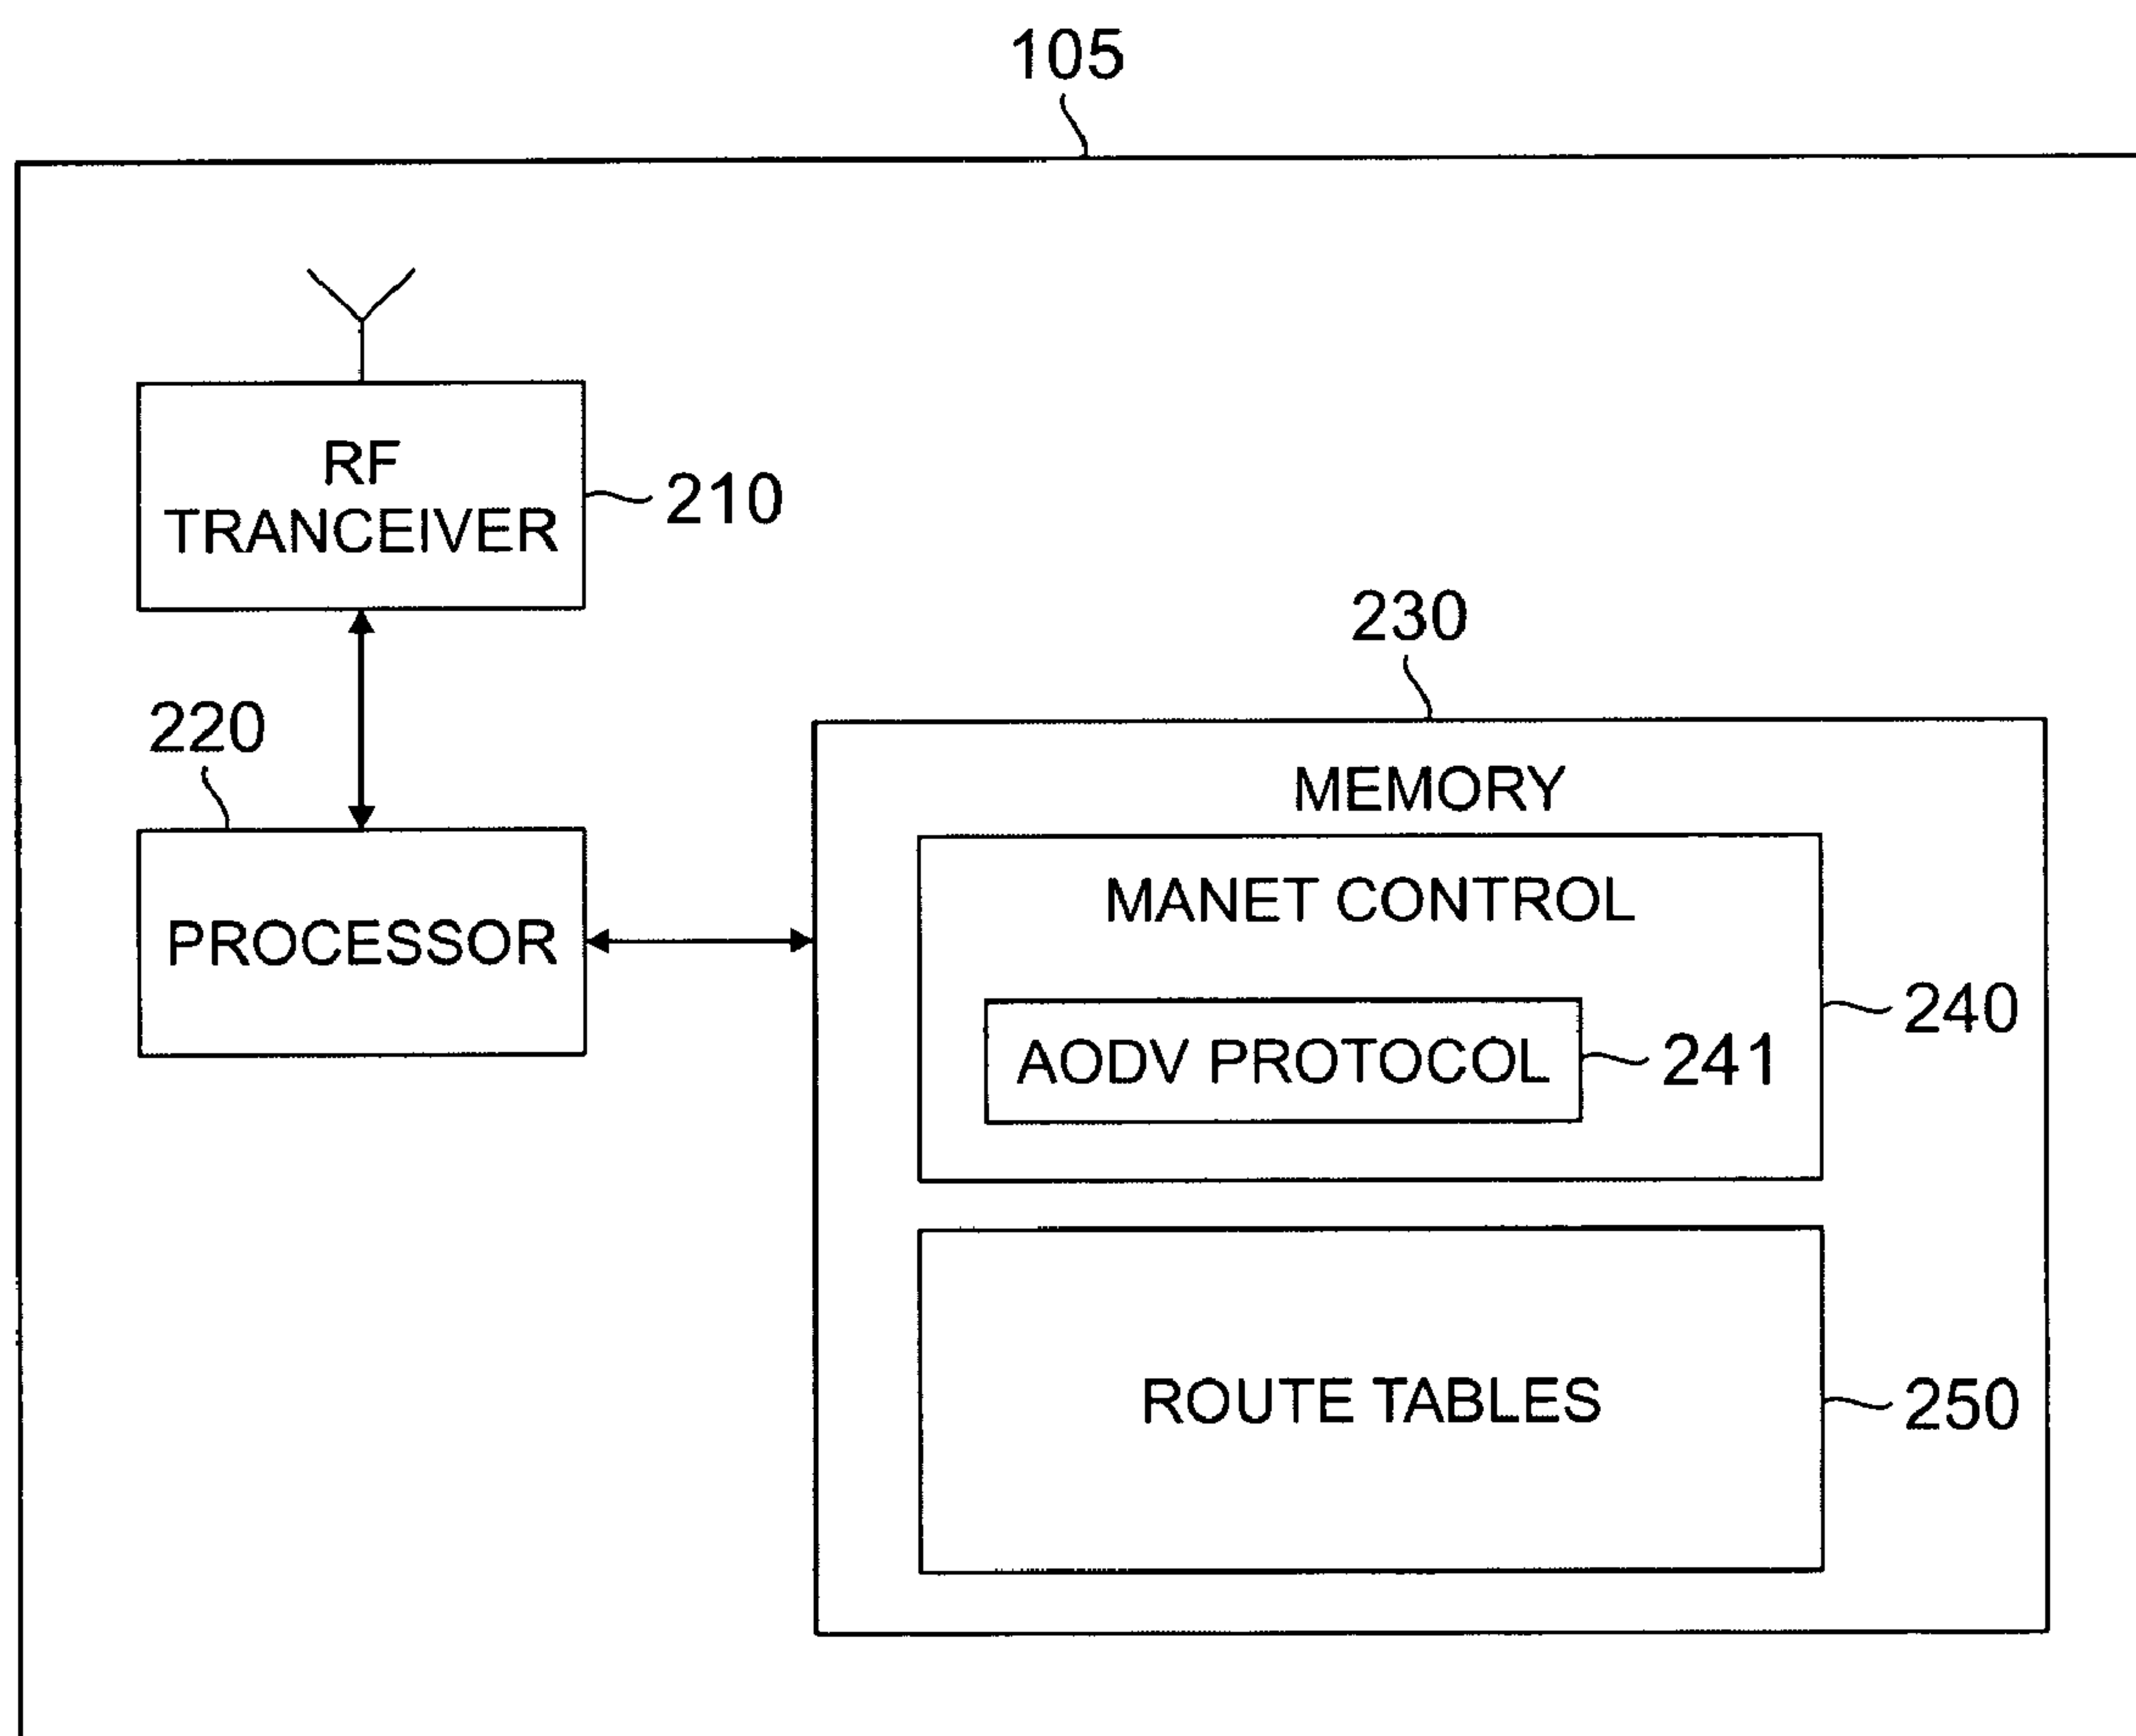 105
RF
TRANCEIVER
210
230
220
MEMORY
MANET CONTROL
PROCESSOR
240
AODV PROTOCOL
241
ROUTE TABLES
250